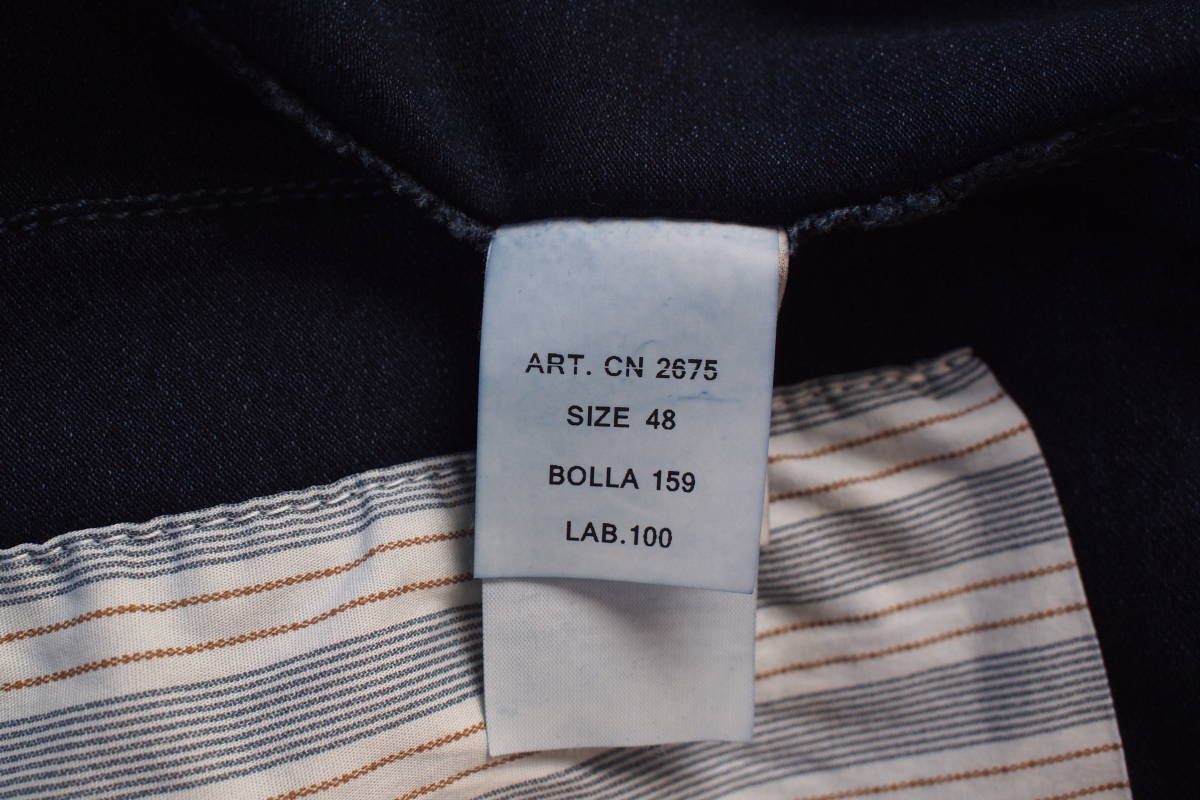 ART. CN 2675
SIZE 48
BOLLA 159
LAB.100